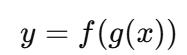 y = f(g(x))